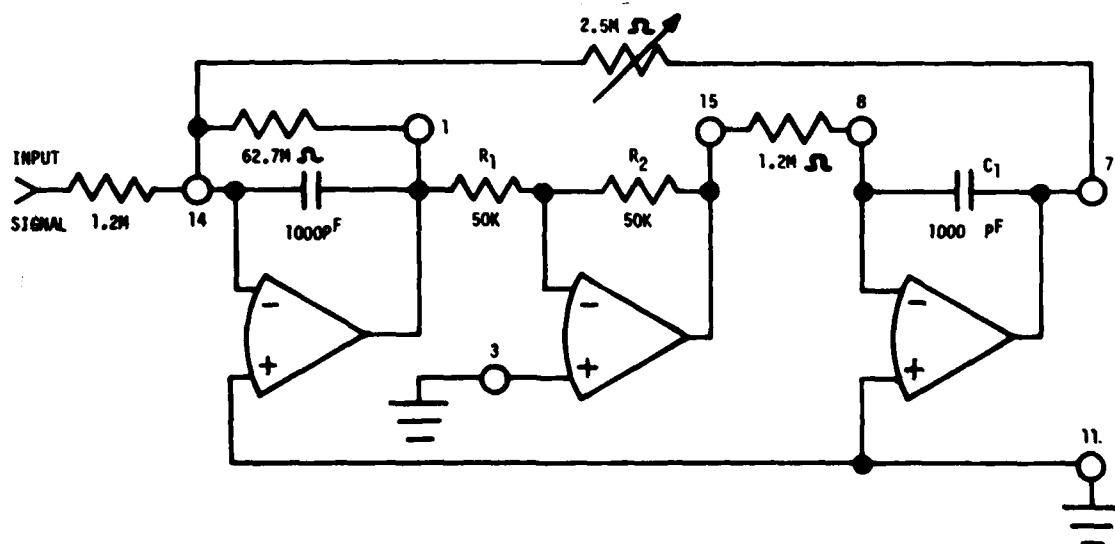 2.5M Ω
15
8
1
62.7M Ω
R1
R2
1.2M Ω
C1
7
INPUT
SIGNAL
1.2M
14
1000pF
50K
50K
1000 pF
-
-
-
3
+
+
+
11.